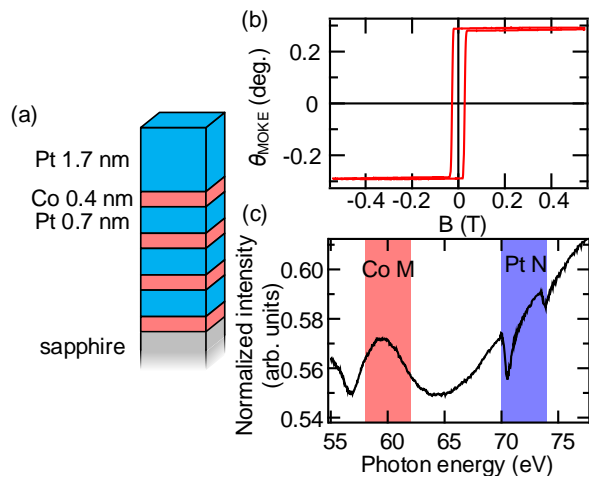 (a)
Pt 1.7 nm
Co 0.4 nm
Pt 0.7 nm
sapphire
(b)
θMOKE (deg.)
0.2
0
-0.2
-0.4 -0.2 0 0.2 0.4
B (T)
(c)
Normalized intensity
(arb. units)
0.60
0.58
0.56
0.54
Co M
Pt N
55 60 65 70 75
Photon energy (eV)